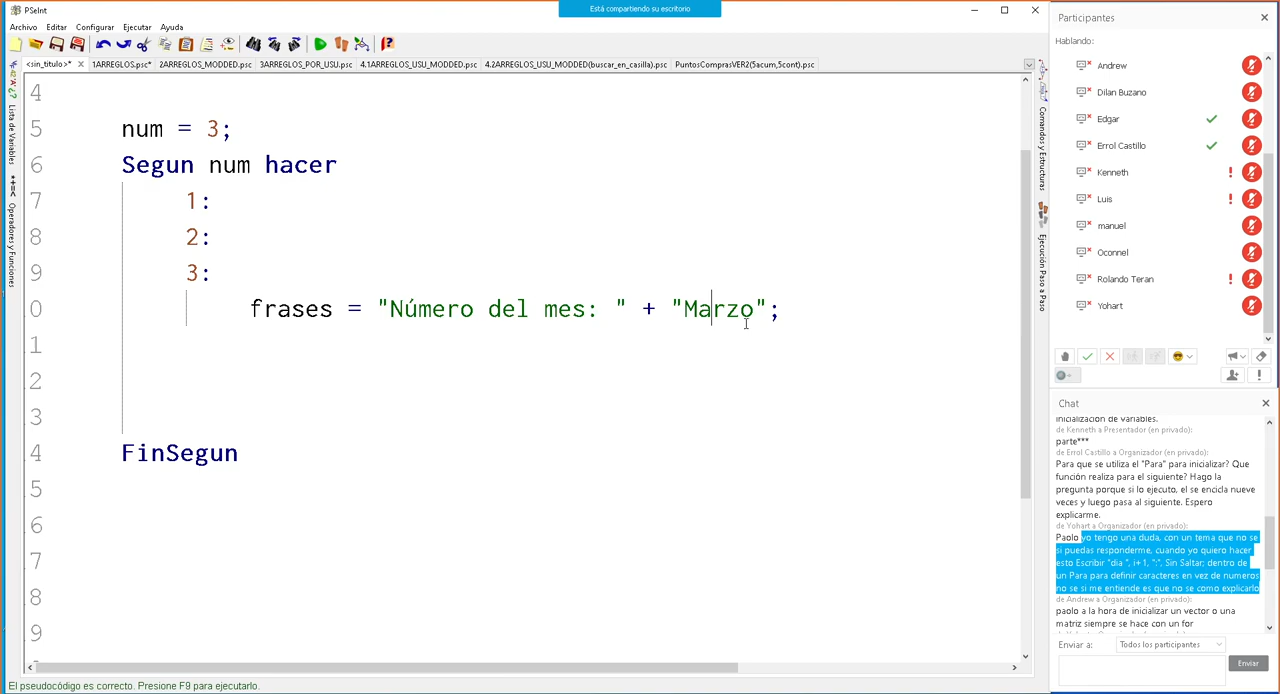 PSeInt
Está compartiendo su escritorio
Archivo Editar Configurar Ejecutar Ayuda
<sin_titulo>* 1ARREGLOS.psc* 2ARREGLOS_MODDED.psc 3ARREGLOS_POR_USU.psc 4.1ARREGLOS_USU_MODDED.psc 4.2ARREGLOS_USU_MODDED(buscar_en_casilla).psc PuntosComprasVER2(5acum,5cont).psc
Lista de Variables
Operadores y Funciones
4
5 num = 3;
6 Segun num hacer
7 1:
8 2:
9 3:
0 frases = "Número del mes: " + "Marzo";
1
2
3
4 FinSegun
5
6
7
8
9
Comandos y Estructuras
Ejecución Paso a Paso
El pseudocódigo es correcto. Presione F9 para ejecutarlo.
Participantes
Hablando:
Andrew
Dilan Buzano
Edgar
Errol Castillo
Kenneth
Luis
manuel
Oconnel
Rolando Teran
Yohart
Chat
inicialización de variables.
de Kenneth a Presentador (en privado):
parte***
de Errol Castillo a Organizador (en privado):
Para que se utiliza el "Para" para inicializar? Que
función realiza para el siguiente? Hago la
pregunta porque si lo ejecuto, el se encicla nueve
veces y luego pasa al siguiente. Espero
explicarme.
de Yohart a Organizador (en privado):
Paolo yo tengo una duda, con un tema que no se
si puedas responderme, cuando yo quiero hacer
esto Escribir "dia ", i+1, ":", Sin Saltar; dentro de
un Para para definir caracteres en vez de numeros
no se si me entiende es que no se como explicarlo
de Andrew a Organizador (en privado):
paolo a la hora de inicializar un vector o una
matriz siempre se hace con un for
Enviar a: Todos los participantes
Enviar